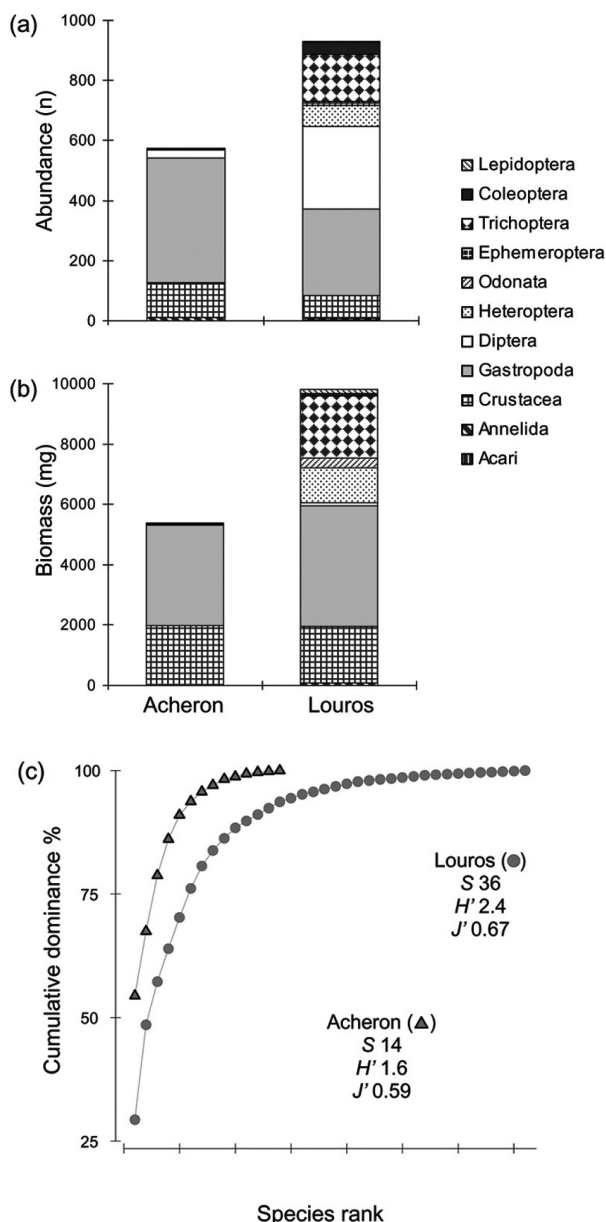 (a)
1000
800
600
400
200
0
Abundance (n)
Lepidoptera
Coleoptera
Trichoptera
Ephemeroptera
Odonata
Heteroptera
Diptera
Gastropoda
Crustacea
Annelida
Acari
(b)
10000
8000
6000
4000
2000
0
Biomass (mg)
Acheron
Louros
(c)
100
75
50
25
Cumulative dominance %
Louros ( )
S 36
H' 2.4
J' 0.67
Acheron ( )
S 14
H' 1.6
J' 0.59
Species rank